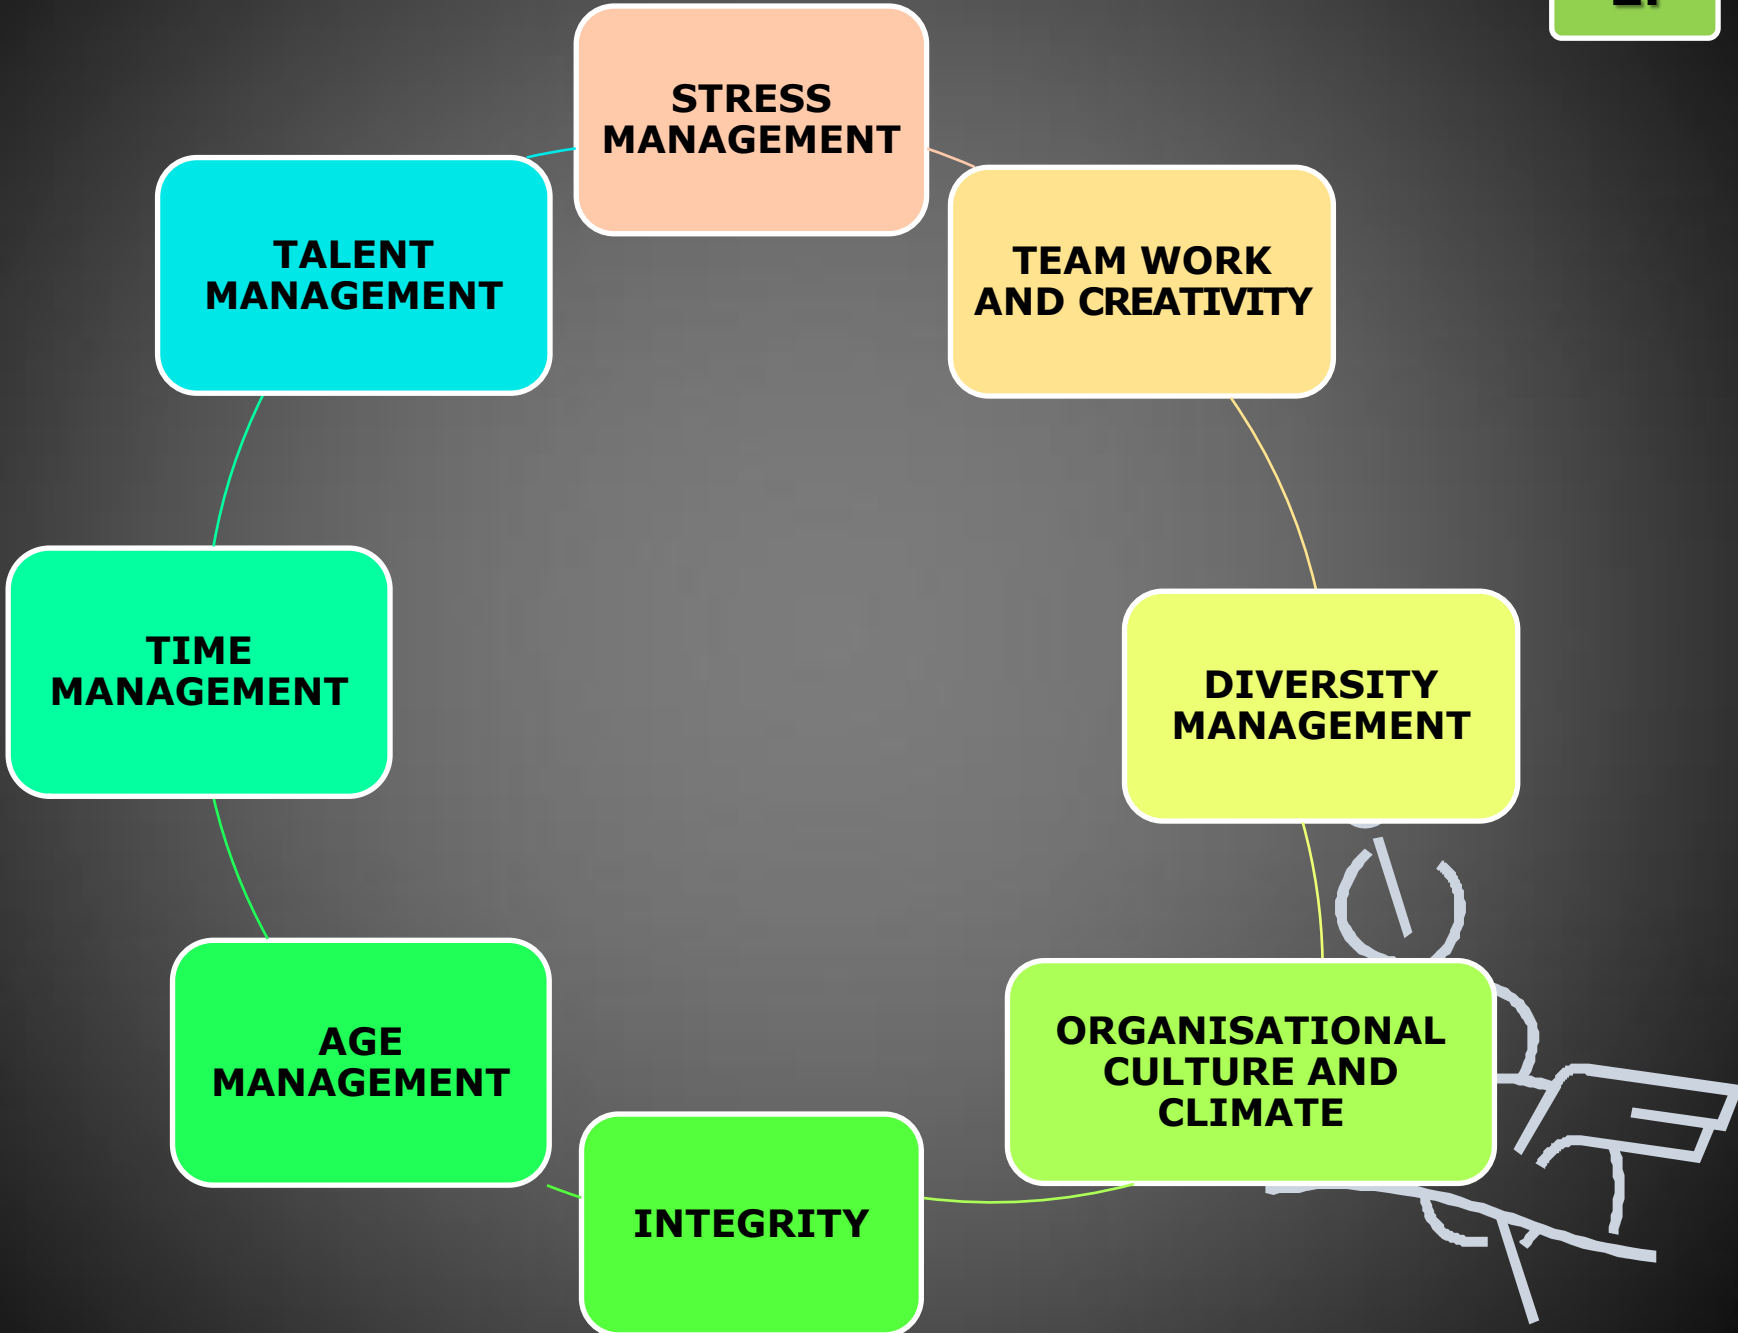 STRESS
MANAGEMENT
TALENT
MANAGEMENT
TEAM WORK
AND CREATIVITY
TIME
MANAGEMENT
DIVERSITY
MANAGEMENT
AGE
MANAGEMENT
ORGANISATIONAL
CULTURE AND
CLIMATE
INTEGRITY